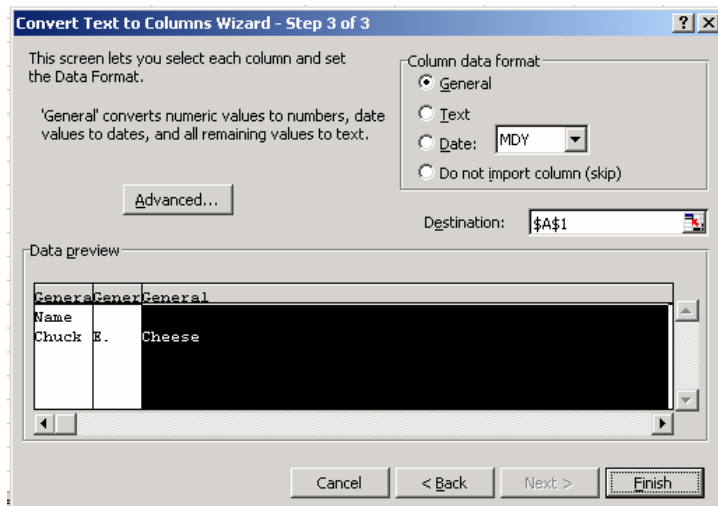 Convert Text to Columns Wizard - Step 3 of 3
This screen lets you select each column and set
the Data Format.
'General' converts numeric values to numbers, date
values to dates, and all remaining values to text.
Advanced...
Column data format
General
Text
Date: MDY
Do not import column (skip)
Destination: $A$1
Data preview
GeneraGenerGeneral
Name
Chuck E. Cheese
Cancel < Back Next > Finish